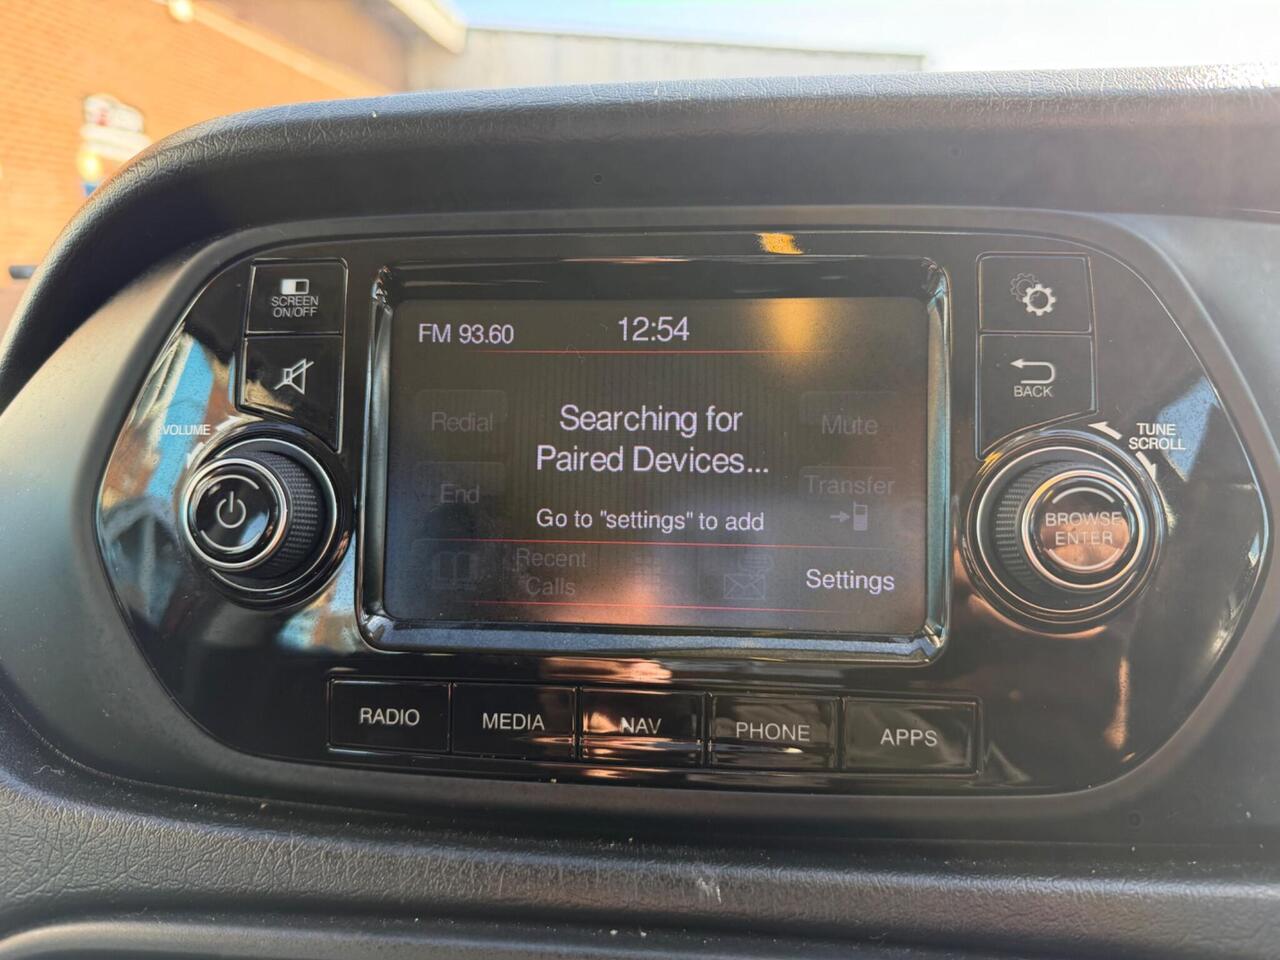 SCREEN
ON/OFF
VOLUME
FM 93.60
12:54
Redial
Searching for
Paired Devices...
Mute
End
Transfer
Go to "settings" to add
Recent
Calls
Settings
BACK
TUNE
SCROLL
BROWSE
ENTER
RADIO
MEDIA
NAV
PHONE
APPS